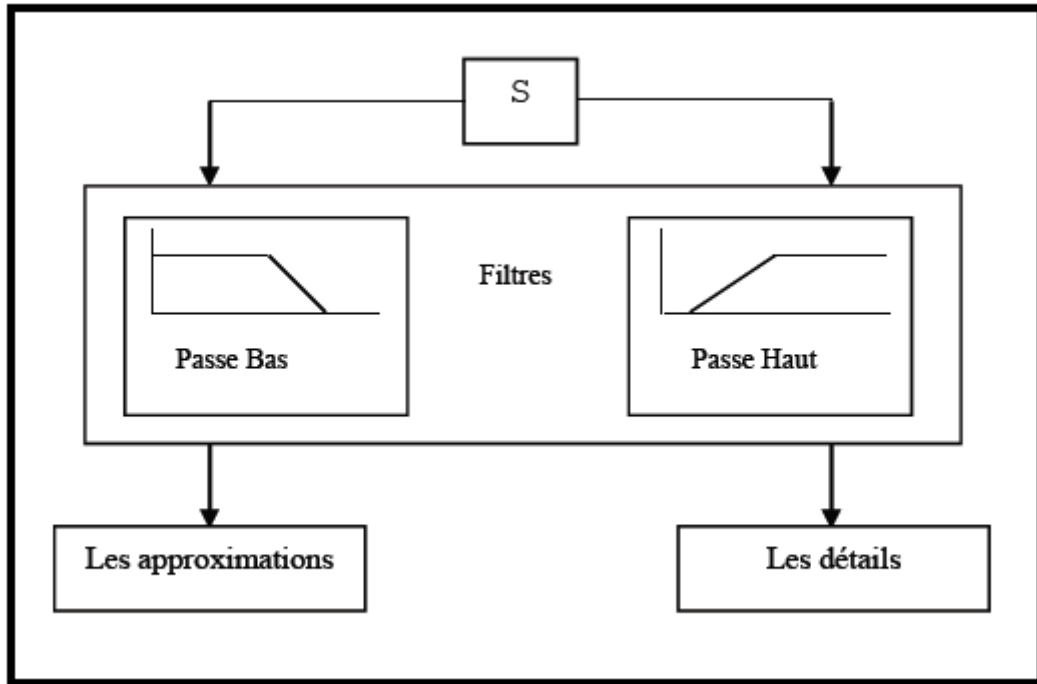 S
Filtres
Passe Bas
Passe Haut
Les approximations
Les détails